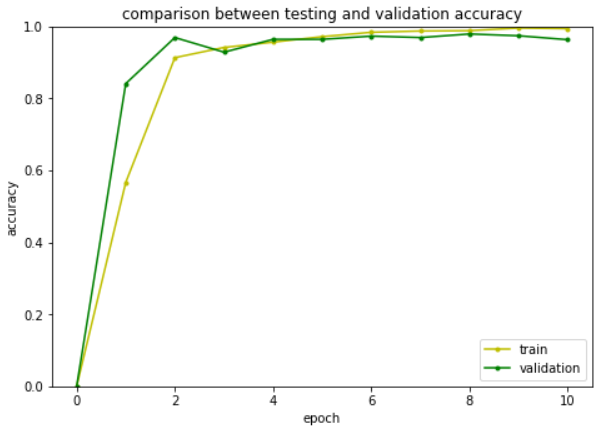 comparison between testing and validation accuracy
1.0
0.8
0.6
0.4
0.2
0.0
accuracy
0 2 4 6 8 10
epoch
train
validation